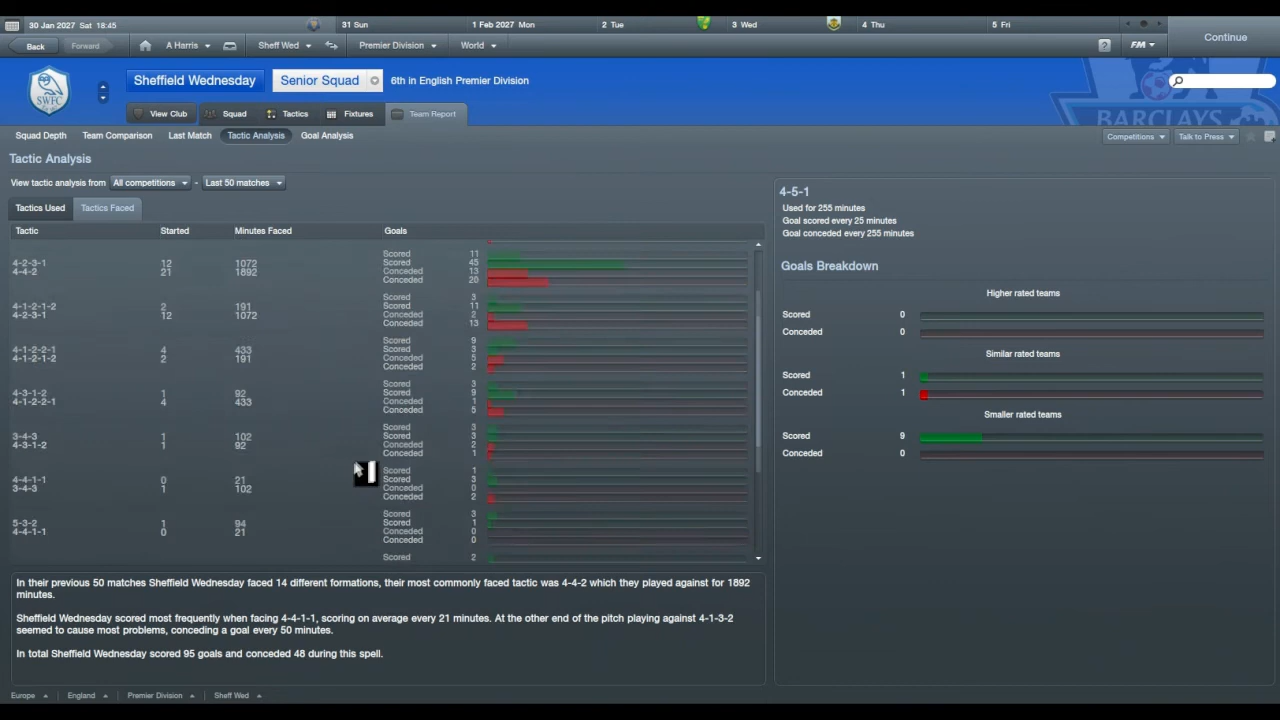 30 Jan 2027 Sat 18:45 31 Sun 1 Feb 2027 Mon 2 Tue 3 Wed 4 Thu 5 Fri
Continue
Back Forward A Harris Sheff Wed Premier Division World ? FM
SWFC Sheffield Wednesday Senior Squad 6th in English Premier Division
BARCLAYS
View Club Squad Tactics Fixtures Team Report
Squad Depth Team Comparison Last Match Tactic Analysis Goal Analysis Competitions Talk to Press
Tactic Analysis
View tactic analysis from All competitions - Last 50 matches
Tactics Used Tactics Faced
Tactic Started Minutes Faced Goals
Scored 11
4-2-3-1 12 1072 Scored 45
4-4-2 21 1892 Conceded 13
Conceded 20
Scored 3
4-1-2-1-2 2 191 Scored 11
4-2-3-1 12 1072 Conceded 2
Conceded 13
Scored 9
4-1-2-2-1 4 433 Scored 3
4-1-2-1-2 2 191 Conceded 5
Conceded 2
Scored 3
4-3-1-2 1 92 Scored 9
4-1-2-2-1 4 433 Conceded 1
Conceded 5
Scored 3
3-4-3 1 102 Scored 3
4-3-1-2 1 92 Conceded 2
Conceded 1
Scored 1
4-4-1-1 0 21 Scored 3
3-4-3 1 102 Conceded 0
Conceded 2
Scored 3
5-3-2 1 94 Scored 1
4-4-1-1 0 21 Conceded 0
Conceded 0
Scored 2
In their previous 50 matches Sheffield Wednesday faced 14 different formations, their most commonly faced tactic was 4-4-2 which they played against for 1892
minutes.
Sheffield Wednesday scored most frequently when facing 4-4-1-1, scoring on average every 21 minutes. At the other end of the pitch playing against 4-1-3-2
seemed to cause most problems, conceding a goal every 50 minutes.
In total Sheffield Wednesday scored 95 goals and conceded 48 during this spell.
4-5-1
Used for 255 minutes
Goal scored every 25 minutes
Goal conceded every 255 minutes
Goals Breakdown
Higher rated teams
Scored 0
Conceded 0
Similar rated teams
Scored 1
Conceded 1
Smaller rated teams
Scored 9
Conceded 0
Europe England Premier Division Sheff Wed